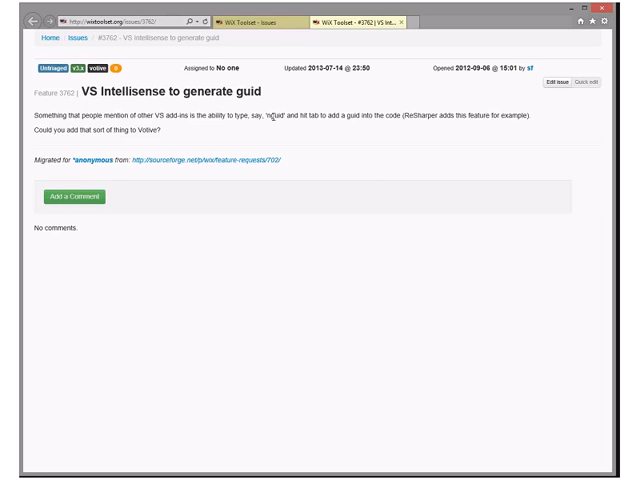 http://wixtoolset.org/issues/3762/
WiX Toolset - Issues
WiX Toolset - #3762 | VS Int...
Home / Issues / #3762 - VS Intellisense to generate guid
Untriaged v3.x votive 0 Assigned to No one Updated 2013-07-14 @ 23:50 Opened 2012-09-06 @ 15:01 by sf
Edit issue Quick edit
Feature 3762 | VS Intellisense to generate guid
Something that people mention of other VS add-ins is the ability to type, say, 'nguid' and hit tab to add a guid into the code (ReSharper adds this feature for example).
Could you add that sort of thing to Votive?
Migrated for *anonymous from: http://sourceforge.net/p/wix/feature-requests/702/
Add a Comment
No comments.